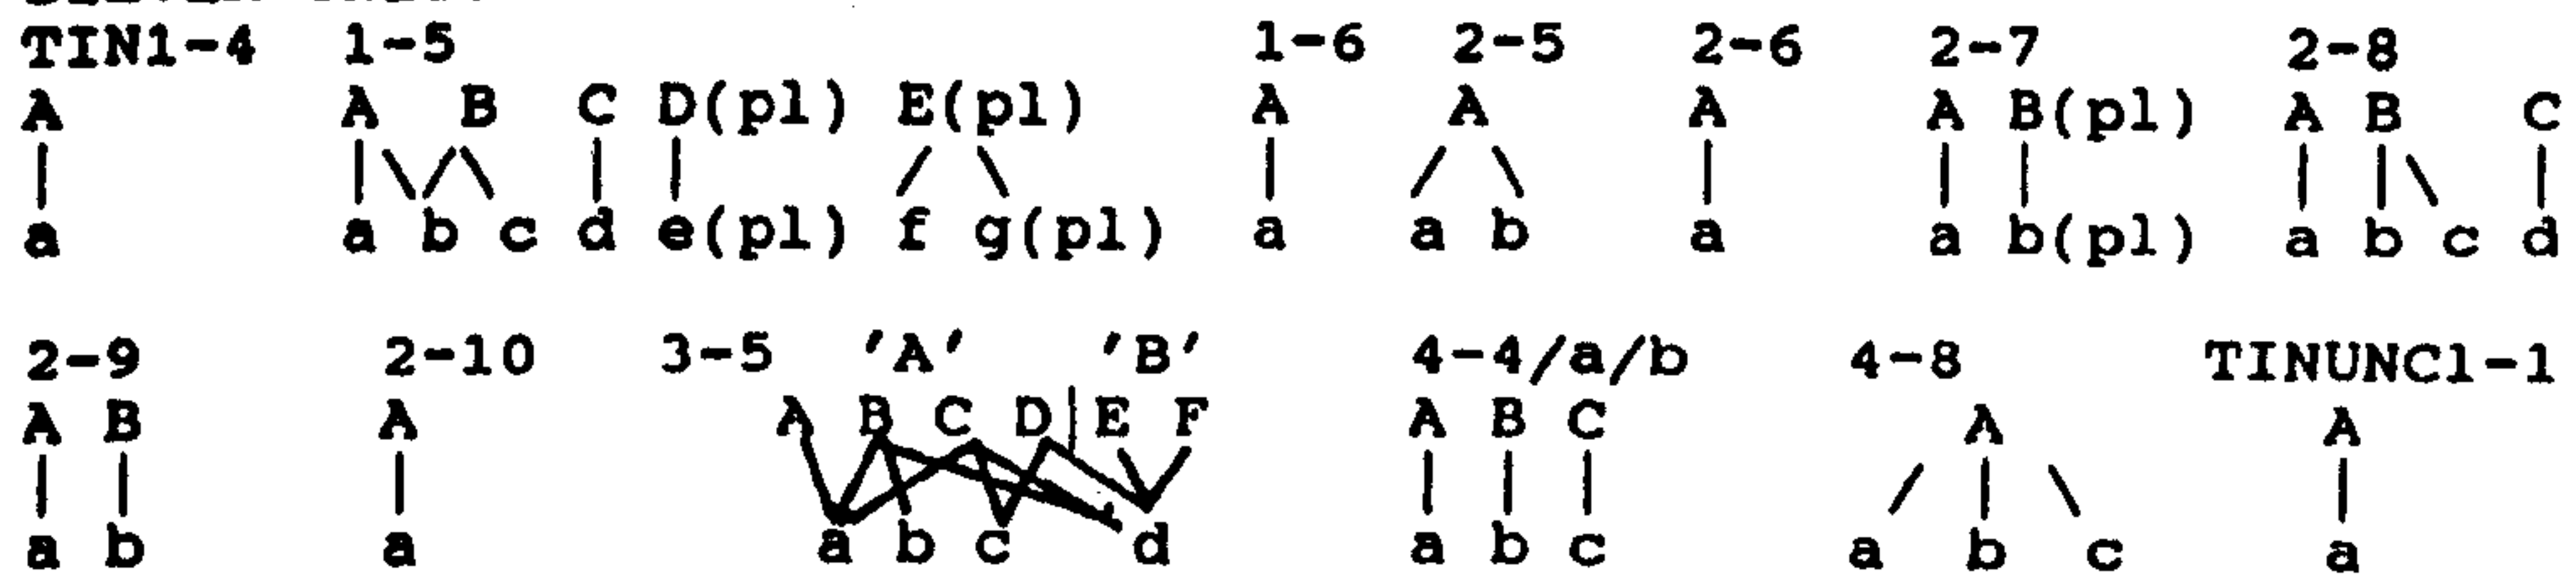 TIN1-4 1-5 1-6 2-5 2-6 2-7 2-8
A A B C D(pl) E(pl) A A A A B(pl) A B C
a a b c d e(pl) f g(pl) a a b a a b(pl) a b c d
2-9 2-10 3-5 'A' 'B' 4-4/a/b 4-8 TINUNC1-1
A B A A B C D E F A B C A A
a b a a b c d a b c a b c a